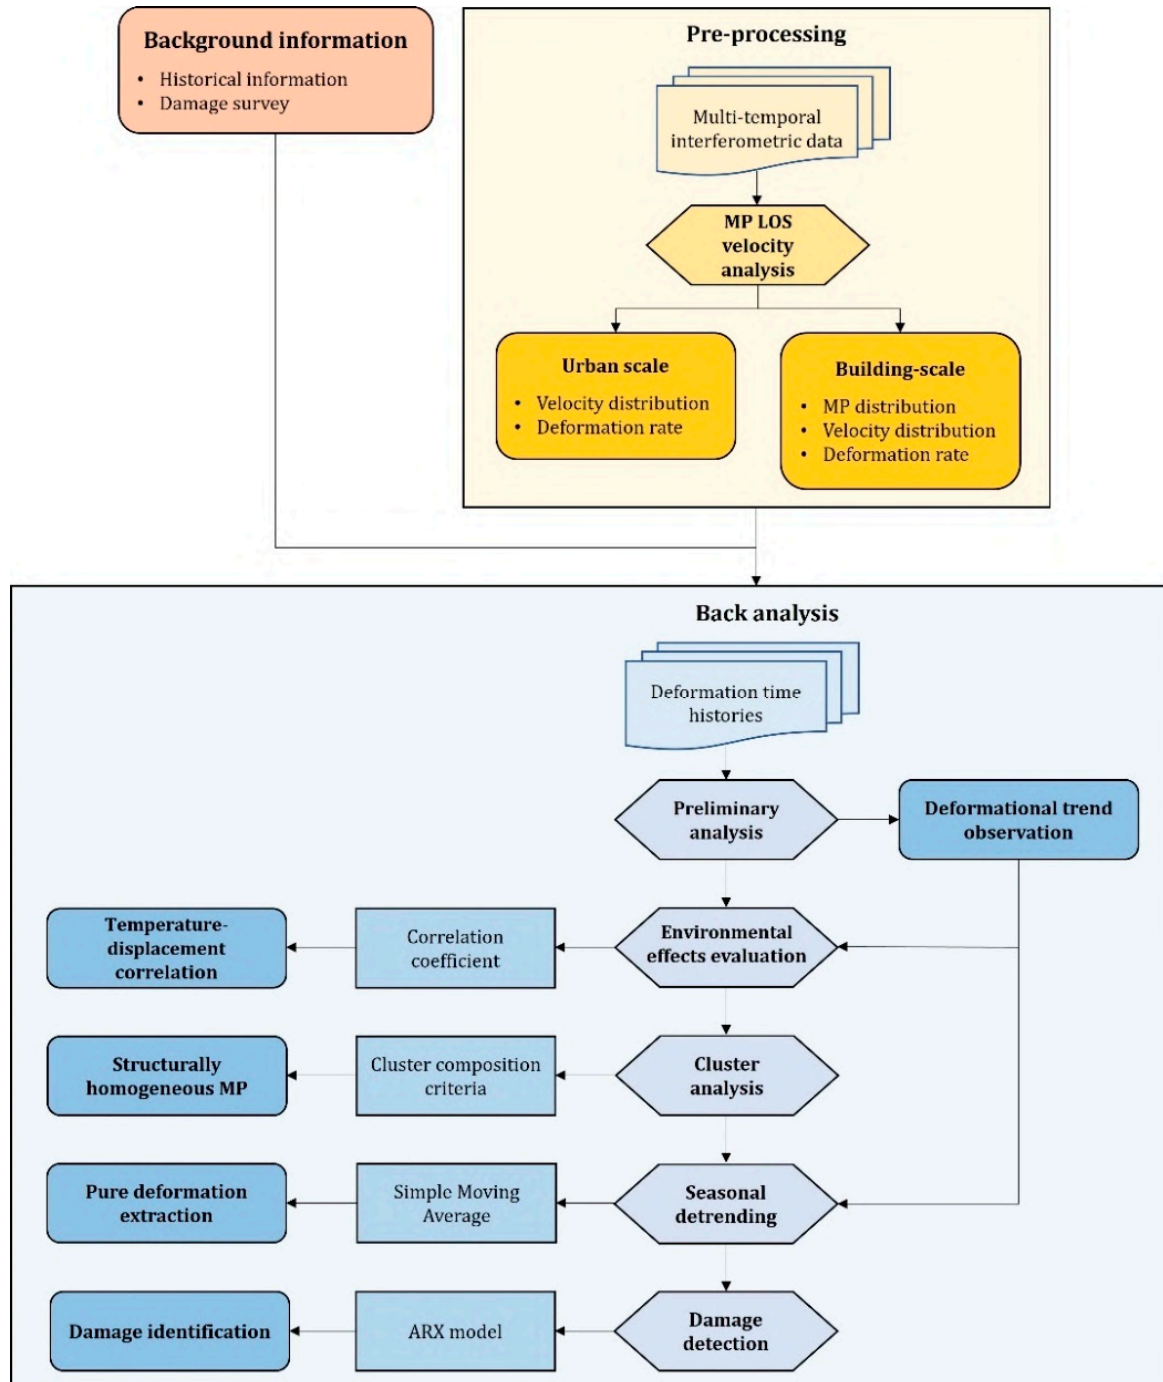 Background information
• Historical information
• Damage survey
Pre-processing
Multi-temporal
interferometric data
MP LOS
velocity
analysis
Urban scale
• Velocity distribution
• Deformation rate
Building-scale
• MP distribution
• Velocity distribution
• Deformation rate
Back analysis
Deformation time
histories
Preliminary
analysis
Deformational trend
observation
Temperature-
displacement
correlation
Correlation
coefficient
Environmental
effects evaluation
Structurally
homogeneous MP
Cluster composition
criteria
Cluster
analysis
Pure deformation
extraction
Simple Moving
Average
Seasonal
detrending
Damage identification
ARX model
Damage
detection